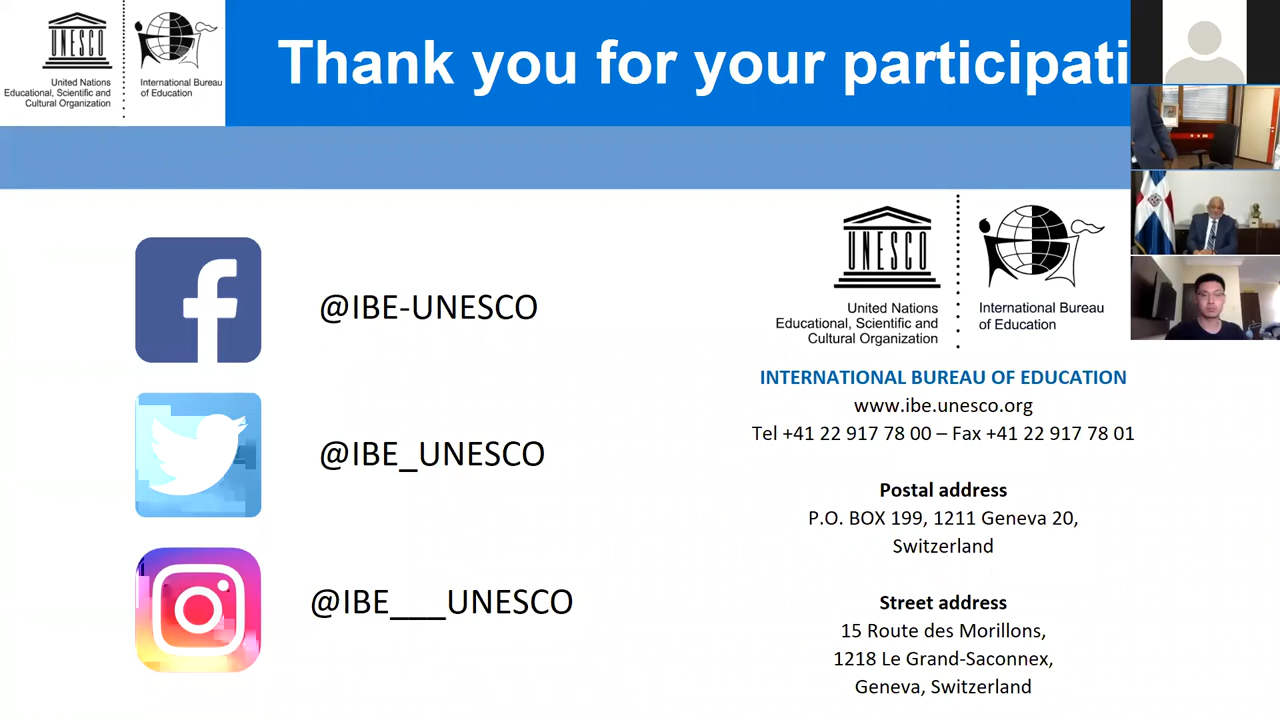 UNESCO
United Nations
Educational, Scientific and
Cultural Organization
International Bureau
of Education
Thank you for your participati
@IBE-UNESCO
@IBE_UNESCO
@IBE___UNESCO
UNESCO
United Nations
Educational, Scientific and
Cultural Organization
International Bureau
of Education
INTERNATIONAL BUREAU OF EDUCATION
www.ibe.unesco.org
Tel +41 22 917 78 00 – Fax +41 22 917 78 01
Postal address
P.O. BOX 199, 1211 Geneva 20,
Switzerland
Street address
15 Route des Morillons,
1218 Le Grand-Saconnex,
Geneva, Switzerland